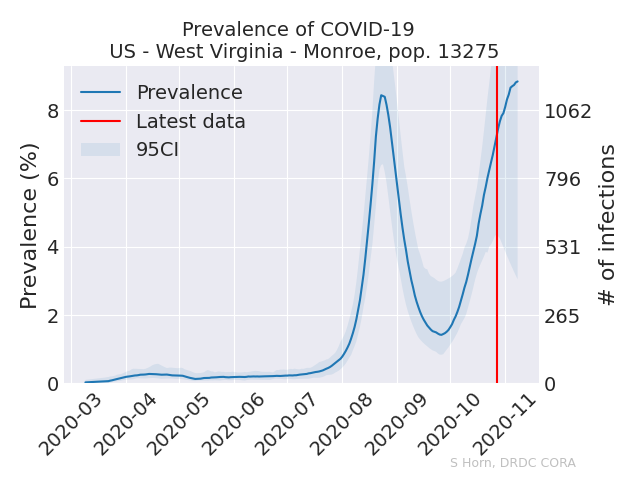 Prevalence of COVID-19
US - West Virginia - Monroe, pop. 13275
Prevalence
Latest data
95CI
Prevalence (%)
8
6
4
2
0
1062
796
531
265
0
# of infections
2020-03
2020-04
2020-05
2020-06
2020-07
2020-08
2020-09
2020-10
2020-11
S Horn, DRDC CORA